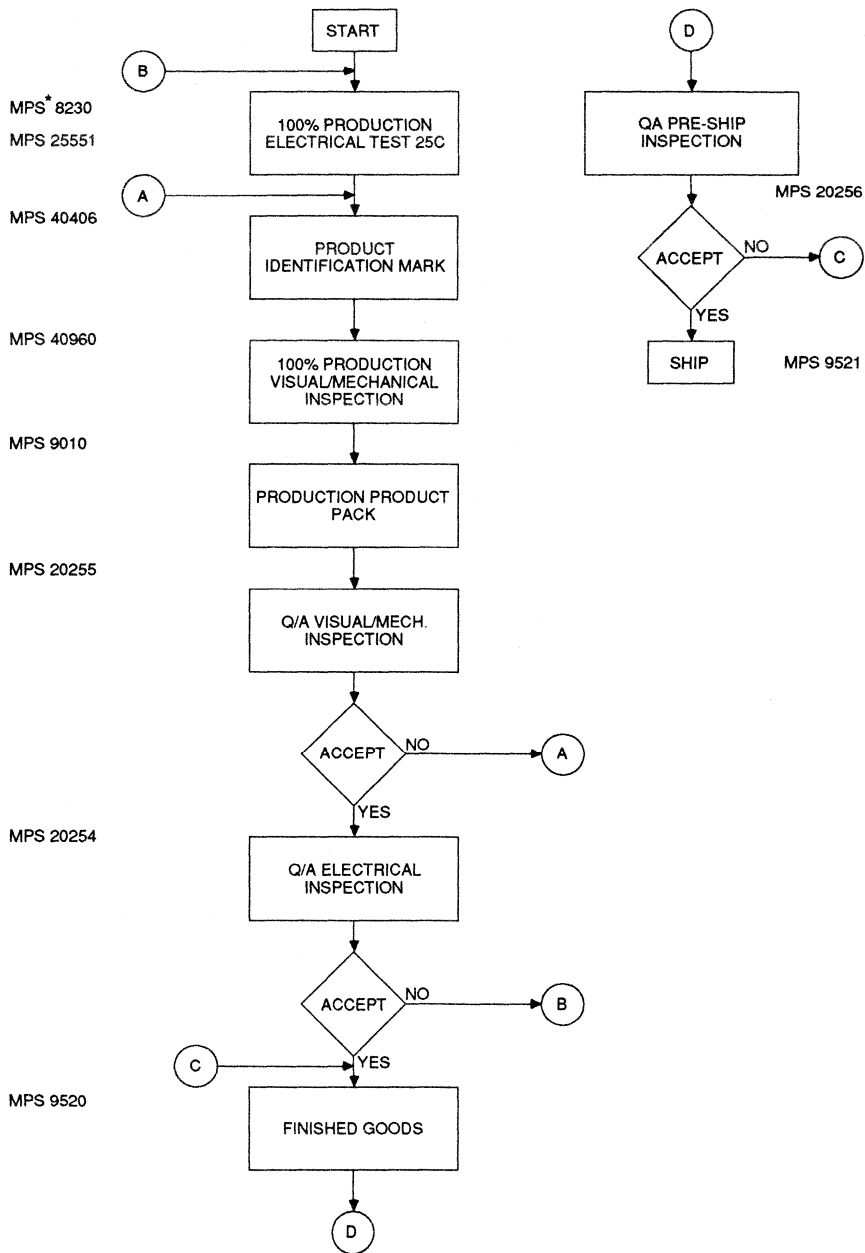 START
B
MPS* 8230
MPS 25551
100% PRODUCTION
ELECTRICAL TEST 25C
A
MPS 40406
PRODUCT
IDENTIFICATION MARK
MPS 40960
100% PRODUCTION
VISUAL/MECHANICAL
INSPECTION
MPS 9010
PRODUCTION PRODUCT
PACK
MPS 20255
Q/A VISUAL/MECH.
INSPECTION
ACCEPT
NO
A
YES
MPS 20254
Q/A ELECTRICAL
INSPECTION
ACCEPT
NO
B
C
YES
MPS 9520
FINISHED GOODS
D
D
QA PRE-SHIP
INSPECTION
MPS 20256
ACCEPT
NO
C
YES
SHIP
MPS 9521